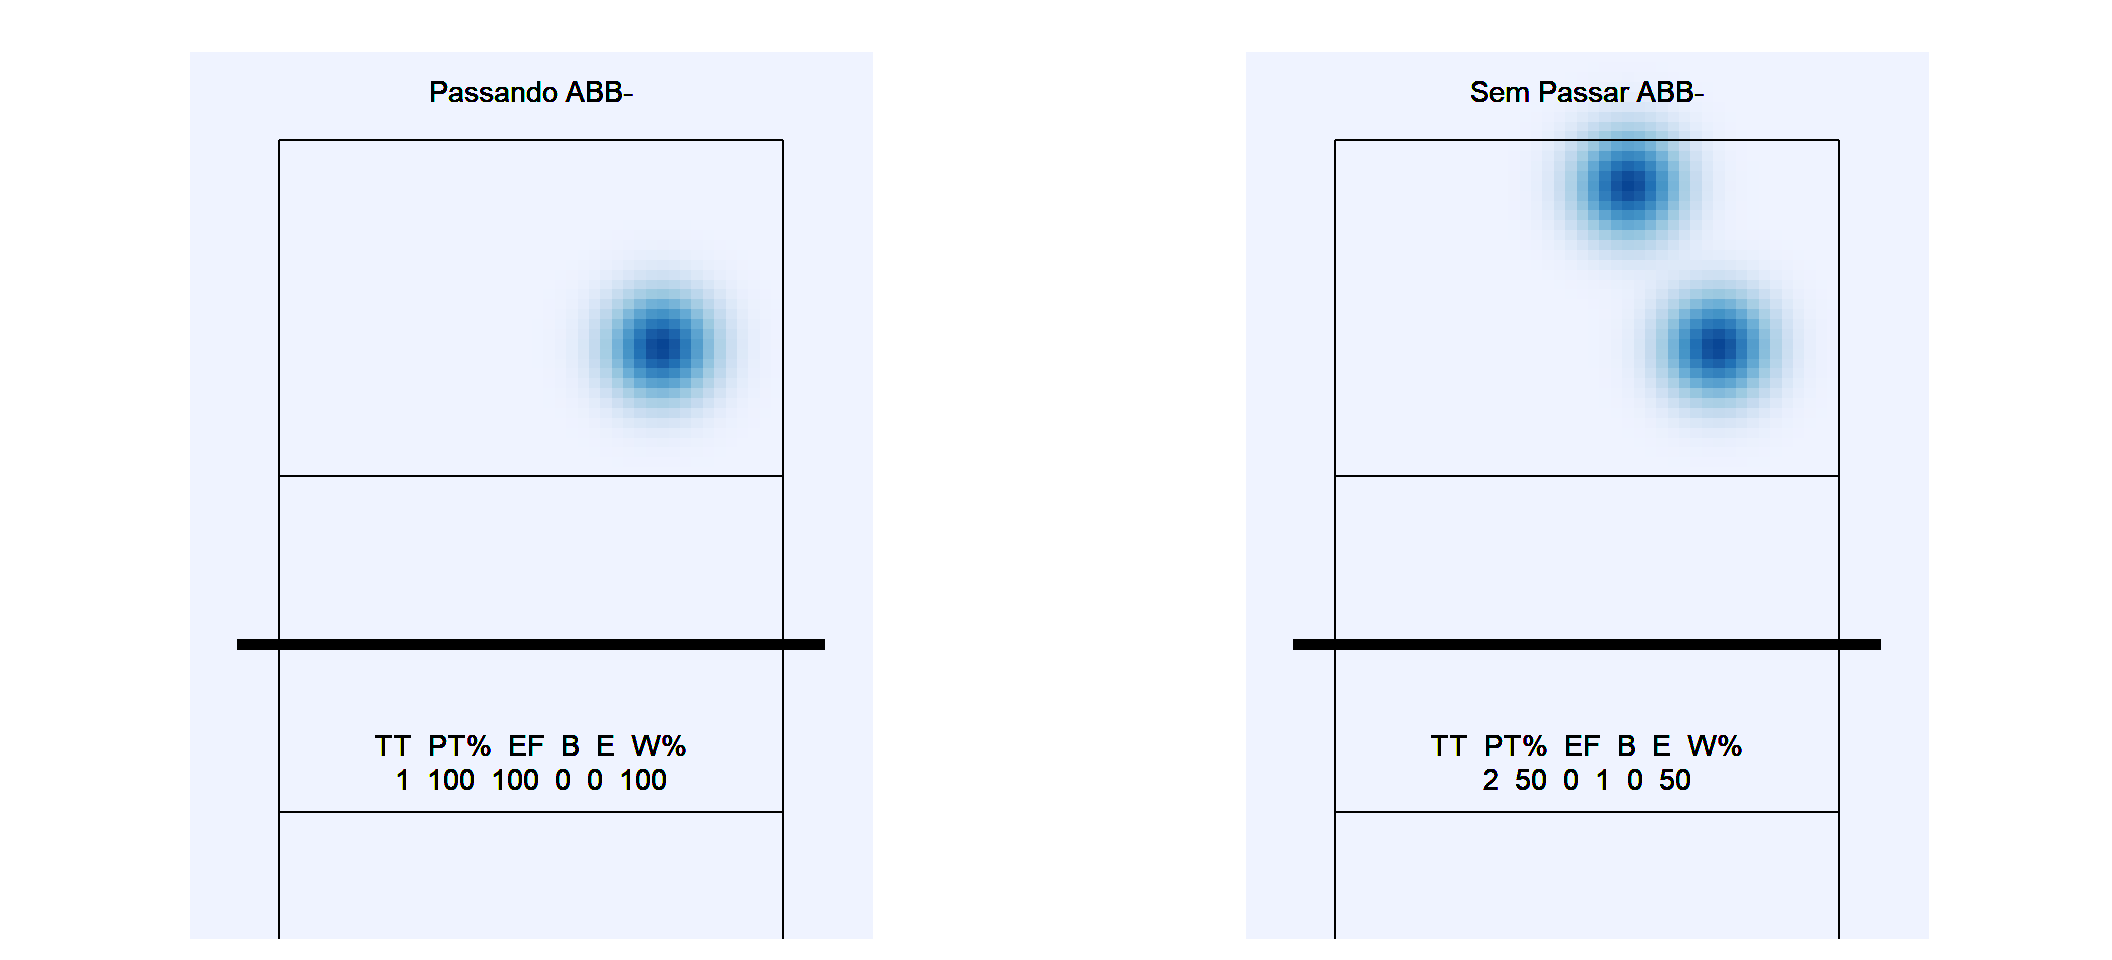 Passando ABB-
TT PT% EF B E W%
1 100 100 0 0 100
Sem Passar ABB-
TT PT% EF B E W%
2 50 0 1 0 50